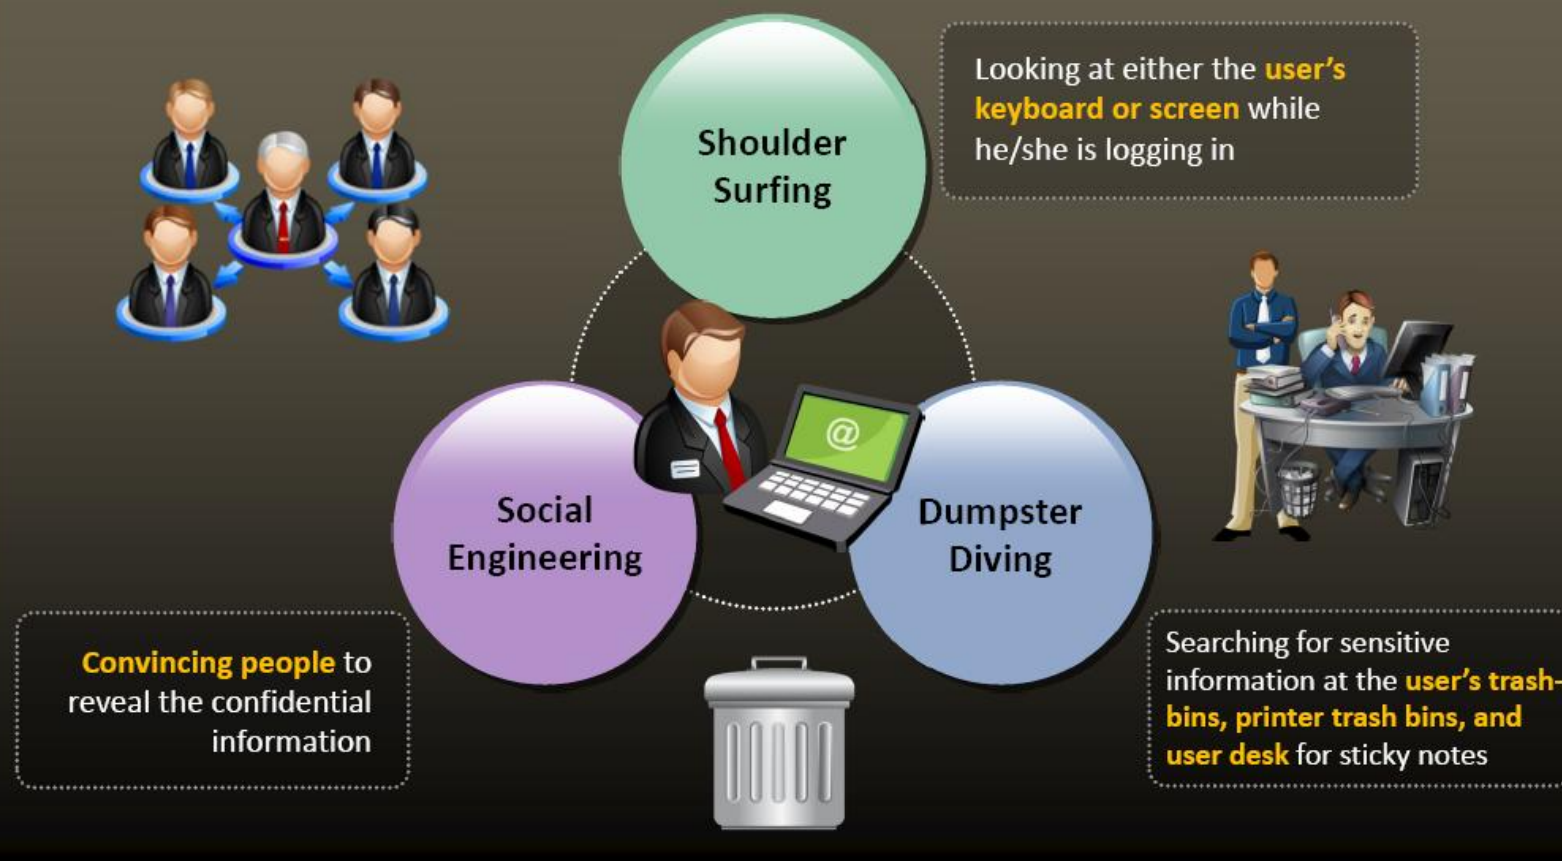 Shoulder
Surfing
Looking at either the user’s
keyboard or screen while
he/she is logging in
@
Social
Engineering
Dumpster
Diving
Convincing people to
reveal the confidential
information
Searching for sensitive
information at the user’s trash-
bins, printer trash bins, and
user desk for sticky notes